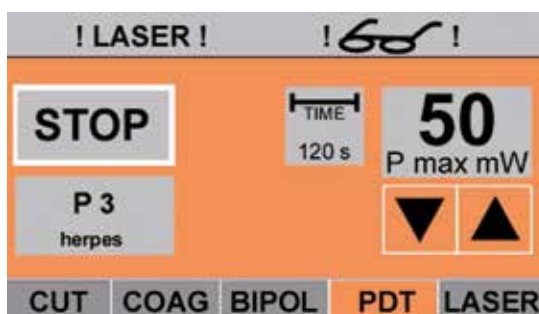 ! LASER ! ! !
STOP
TIME
120 s
50
P max mW
P 3
herpes
CUT COAG BIPOL PDT LASER